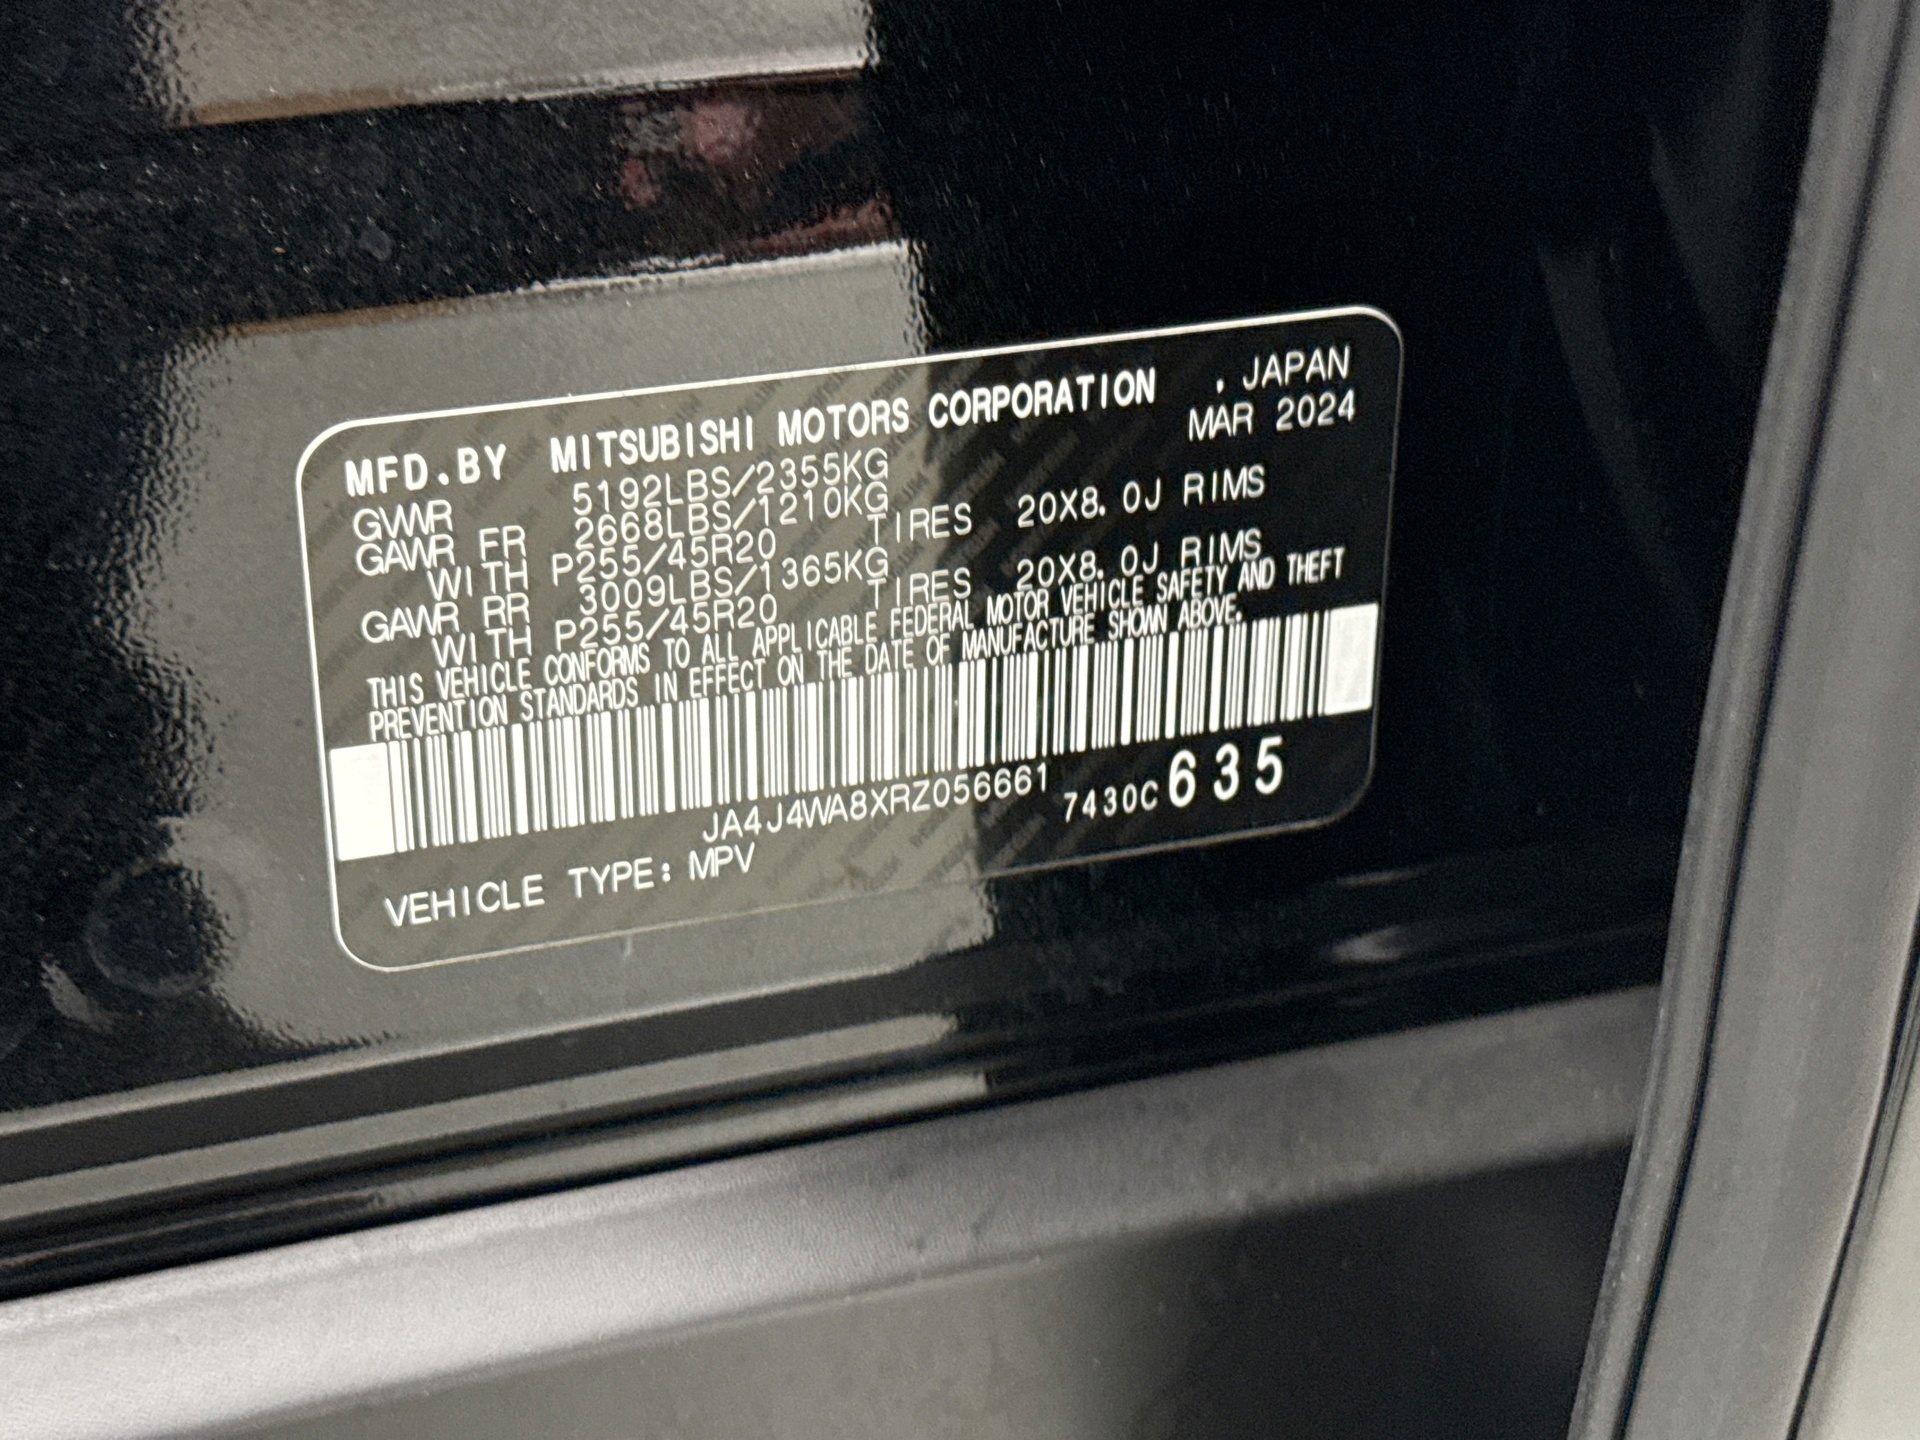 MFD.BY MITSUBISHI MOTORS CORPORATION , JAPAN
MAR 2024
GVWR 5192LBS/2355KG
GAWR FR 2668LBS/1210KG
WITH P255/45R20 TIRES 20X8.0J RIMS
GAWR RR 3009LBS/1365KG
WITH P255/45R20 TIRES 20X8.0J RIMS
THIS VEHICLE CONFORMS TO ALL APPLICABLE FEDERAL MOTOR VEHICLE SAFETY AND THEFT
PREVENTION STANDARDS IN EFFECT ON THE DATE OF MANUFACTURE SHOWN ABOVE.
JA4J4WA8XRZ056661 7430C635
VEHICLE TYPE: MPV